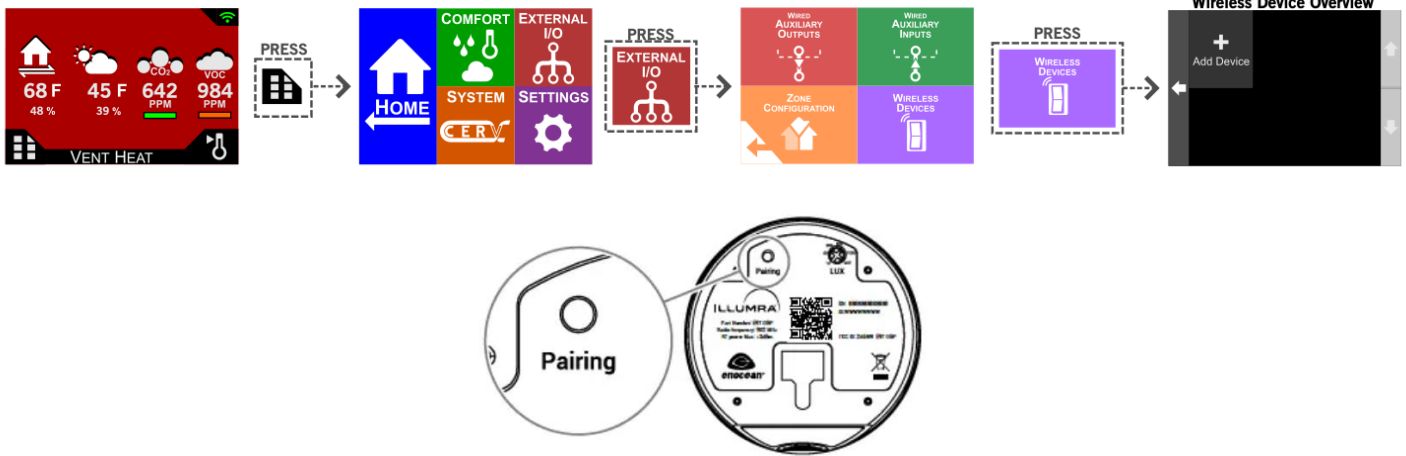 Wireless Device Overview
68 F
48 %
45 F
39 %
CO2
642
PPM
VOC
984
PPM
VENT HEAT
PRESS
HOME
COMFORT
EXTERNAL
I/O
SYSTEM
CERV
SETTINGS
PRESS
EXTERNAL
I/O
WIRED
AUXILIARY
OUTPUTS
WIRED
AUXILIARY
INPUTS
ZONE
CONFIGURATION
WIRELESS
DEVICES
PRESS
WIRELESS
DEVICES
+
Add Device
Pairing
Pairing
LUX
ILLUMRA
enocean